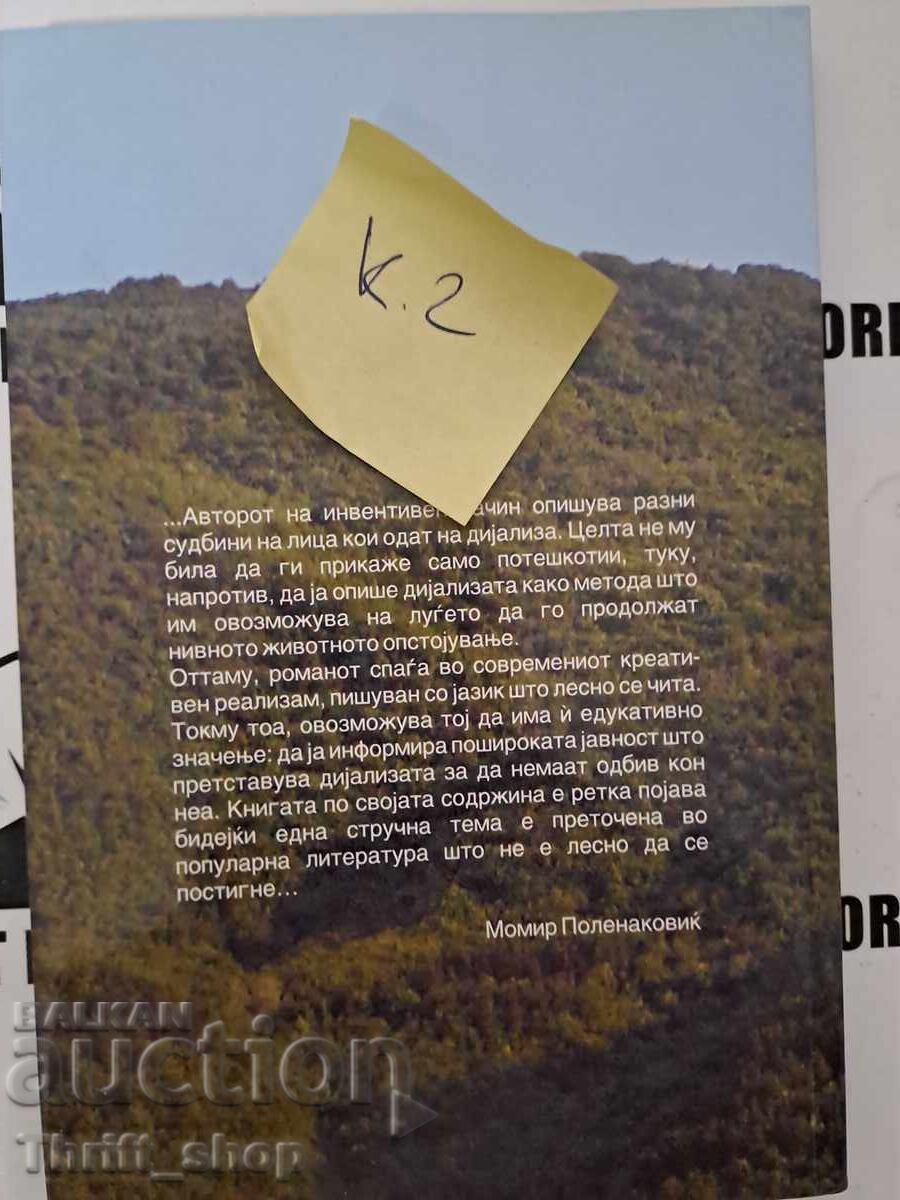 к.2
...Авторот на инвентивен начин опишува разни
судбини на лица кои одат на дијализа. Целта не му
била да ги прикаже само потешкотии, туку,
напротив, да ја опише дијализата како метода што
им овозможува на луѓето да го продолжат
нивното животното опстојување.
Оттаму, романот спаѓа во современиот креати-
вен реализам, пишуван со јазик што лесно се чита.
Токму тоа, овозможува тој да има ѝ едукативно
значење: да ја информира пошироката јавност што
претставува дијализата за да немаат одбив кон
неа. Книгата по својата содржина е ретка појава
бидејќи една стручна тема е преточена во
популарна литература што не е лесно да се
постигне...
Момир Поленаковиќ
BALKAN
auction
Thrift_shop